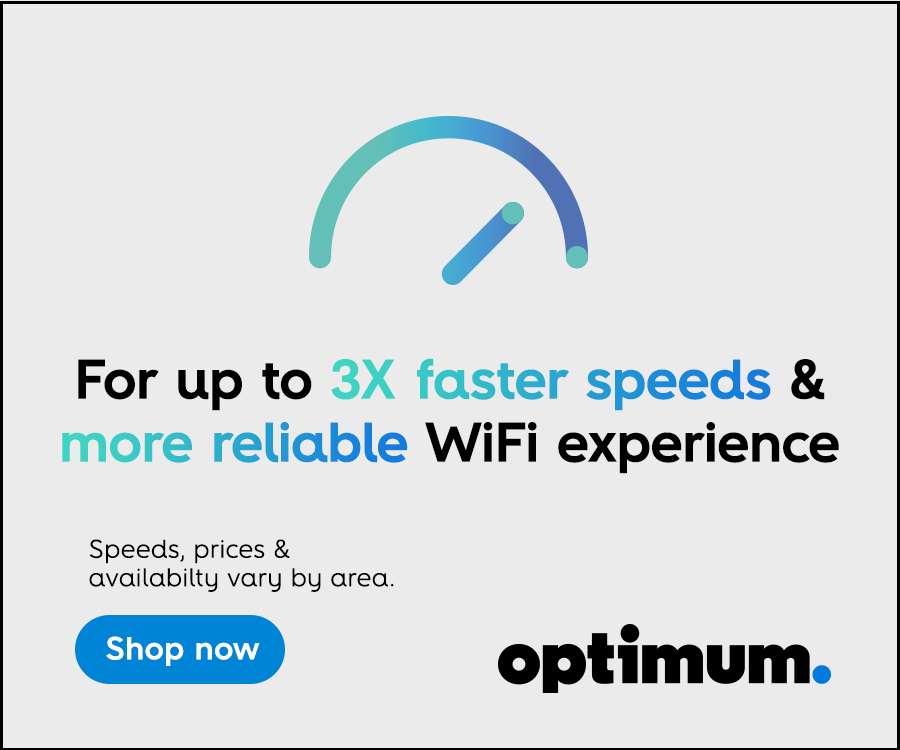 For up to 3X faster speeds &
more reliable WiFi experience
Speeds, prices &
availabilty vary by area.
Shop now
optimum.